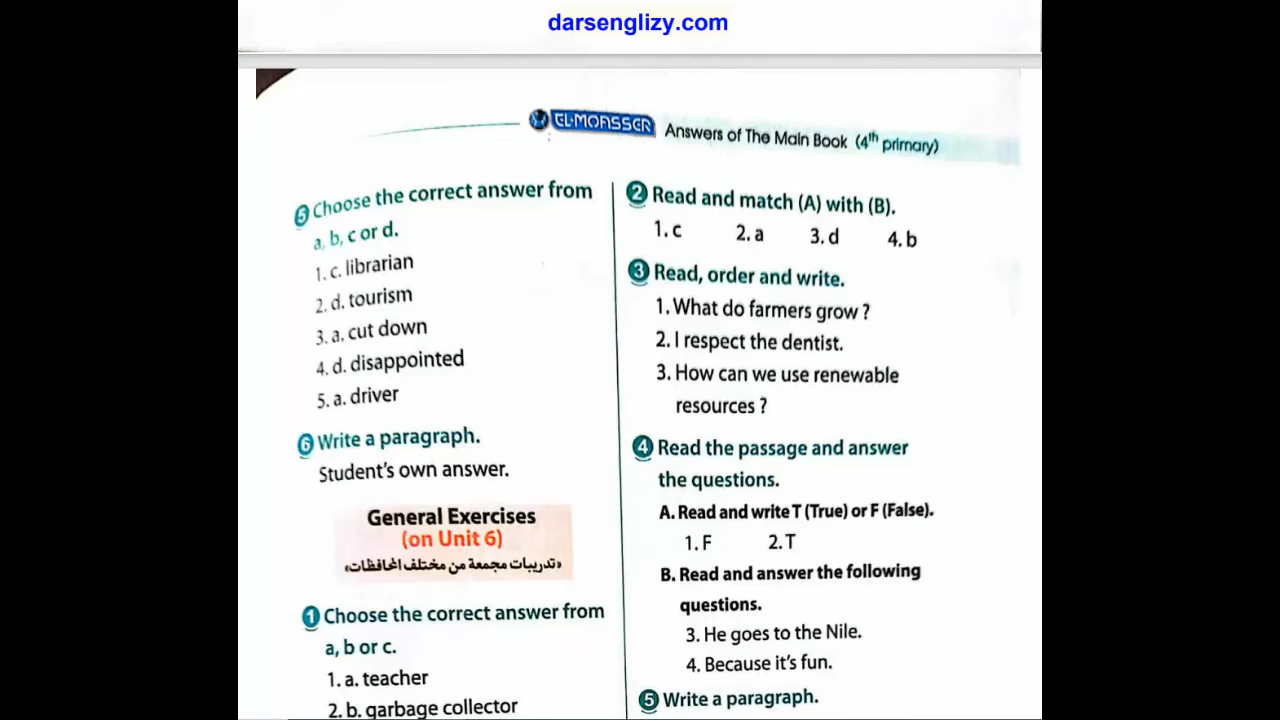 darsenglizy.com
EL-MOASSER Answers of The Main Book (4th primary)
5 Choose the correct answer from
a, b, c or d.
1. c. librarian
2. d. tourism
3. a. cut down
4. d. disappointed
5. a. driver
6 Write a paragraph.
Student's own answer.
General Exercises
(on Unit 6)
«تدريبات مجمعة من مختلف المحافظات»
1 Choose the correct answer from
a, b or c.
1. a. teacher
2. b. garbage collector
2 Read and match (A) with (B).
1. c 2. a 3. d 4. b
3 Read, order and write.
1. What do farmers grow ?
2. I respect the dentist.
3. How can we use renewable
resources ?
4 Read the passage and answer
the questions.
A. Read and write T (True) or F (False).
1. F 2. T
B. Read and answer the following
questions.
3. He goes to the Nile.
4. Because it's fun.
5 Write a paragraph.